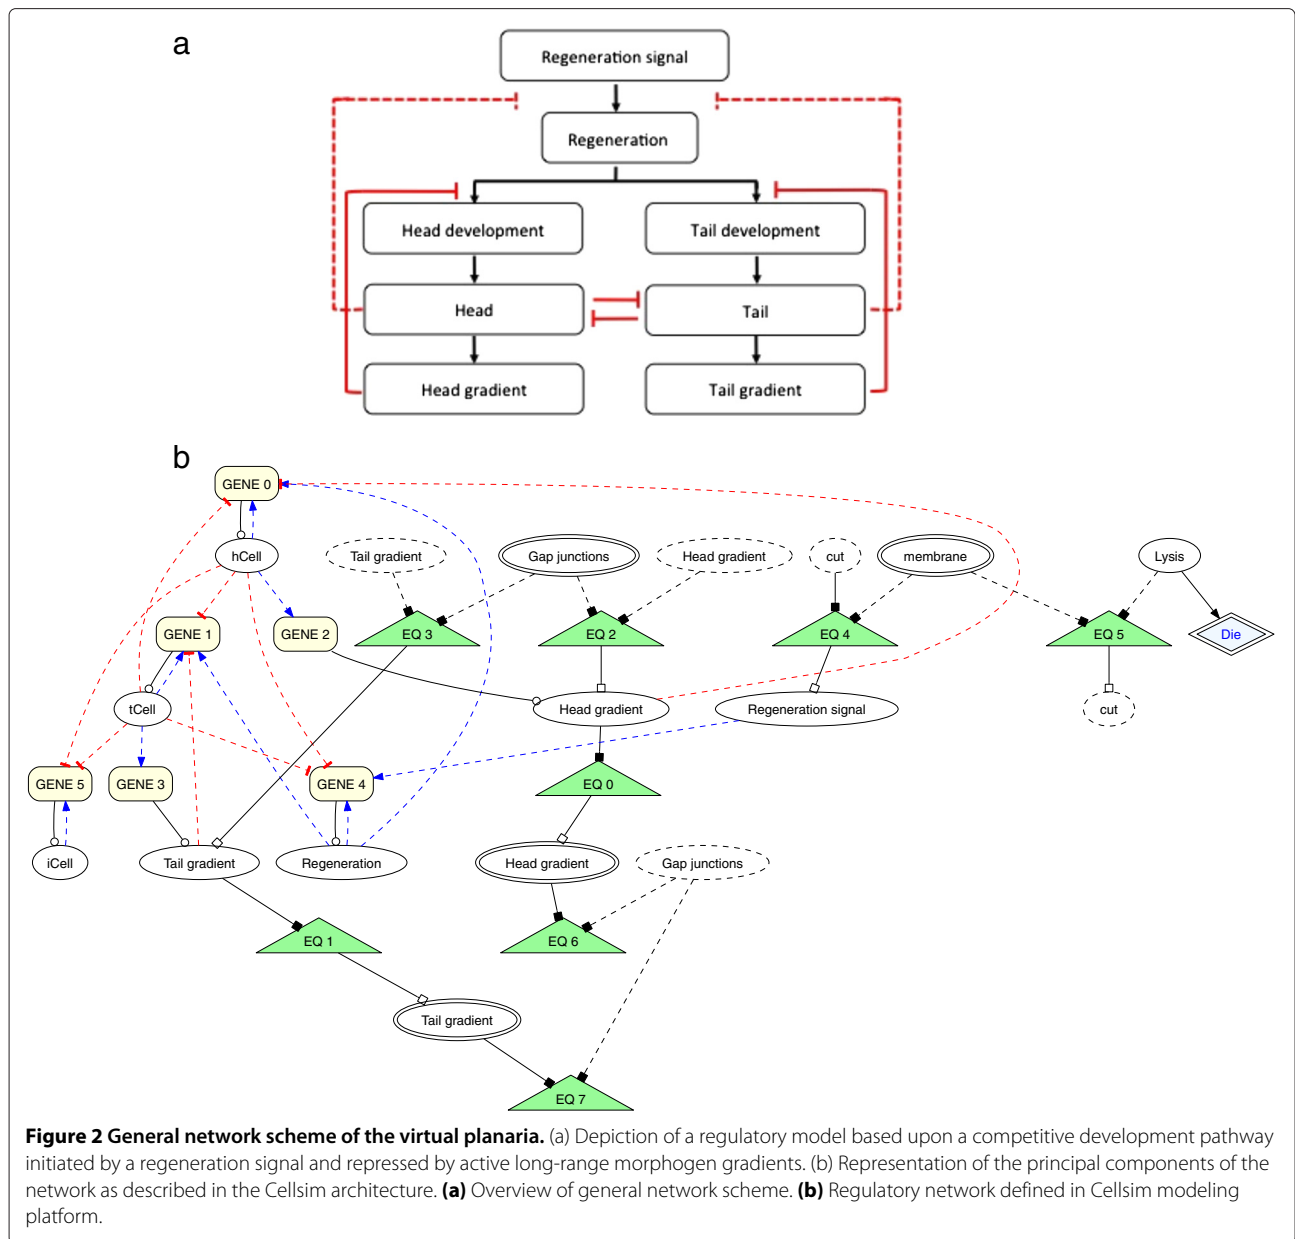 a
Regeneration signal
Regeneration
Head development
Tail development
Head
Tail
Head gradient
Tail gradient
b
GENE 0
hCell
Tail gradient
Gap junctions
Head gradient
cut
membrane
Lysis
GENE 1
GENE 2
EQ 3
EQ 2
EQ 4
EQ 5
Die
tCell
Head gradient
Regeneration signal
cut
GENE 5
GENE 3
GENE 4
EQ 0
iCell
Tail gradient
Regeneration
Head gradient
Gap junctions
EQ 1
EQ 6
Tail gradient
EQ 7
Figure 2 General network scheme of the virtual planaria. (a) Depiction of a regulatory model based upon a competitive development pathway
initiated by a regeneration signal and repressed by active long-range morphogen gradients. (b) Representation of the principal components of the
network as described in the Cellsim architecture. (a) Overview of general network scheme. (b) Regulatory network defined in Cellsim modeling
platform.